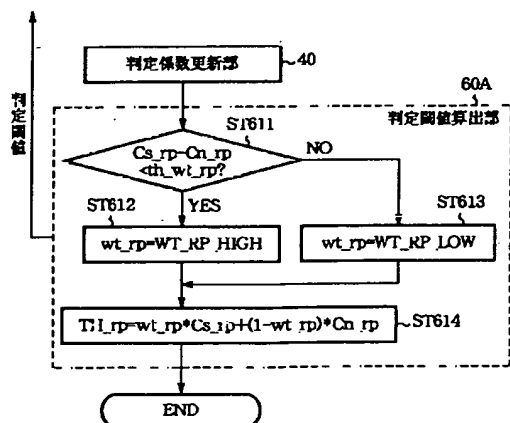 判定係数更新部
40
判定閾値
60A
判定閾値算出部
ST611
Cs_rp-Cn_rp
<th_wt_rp?
NO
YES
ST612
ST613
wt_rp=WT_RP_HIGH
wt_rp=WT_RP_LOW
TH_rp=wt_rp*Cs_rp+(1-wt_rp)*Cn_rp
ST614
END